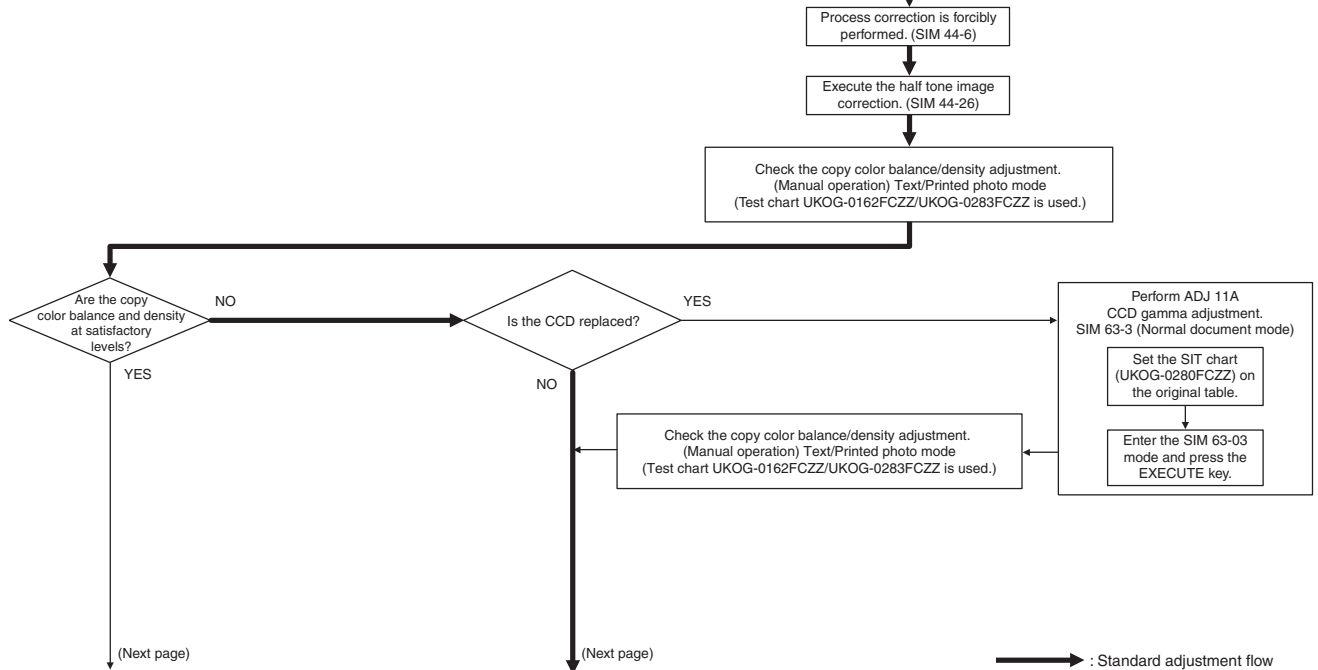 Process correction is forcibly
performed. (SIM 44-6)
Execute the half tone image
correction. (SIM 44-26)
Check the copy color balance/density adjustment.
(Manual operation) Text/Printed photo mode
(Test chart UKOG-0162FCZZ/UKOG-0283FCZZ is used.)
Are the copy
color balance and density
at satisfactory
levels?
NO
YES
Is the CCD replaced?
YES
NO
Perform ADJ 11A
CCD gamma adjustment.
SIM 63-3 (Normal document mode)
Set the SIT chart
(UKOG-0280FCZZ) on
the original table.
Enter the SIM 63-03
mode and press the
EXECUTE key.
Check the copy color balance/density adjustment.
(Manual operation) Text/Printed photo mode
(Test chart UKOG-0162FCZZ/UKOG-0283FCZZ is used.)
(Next page)
(Next page)
: Standard adjustment flow